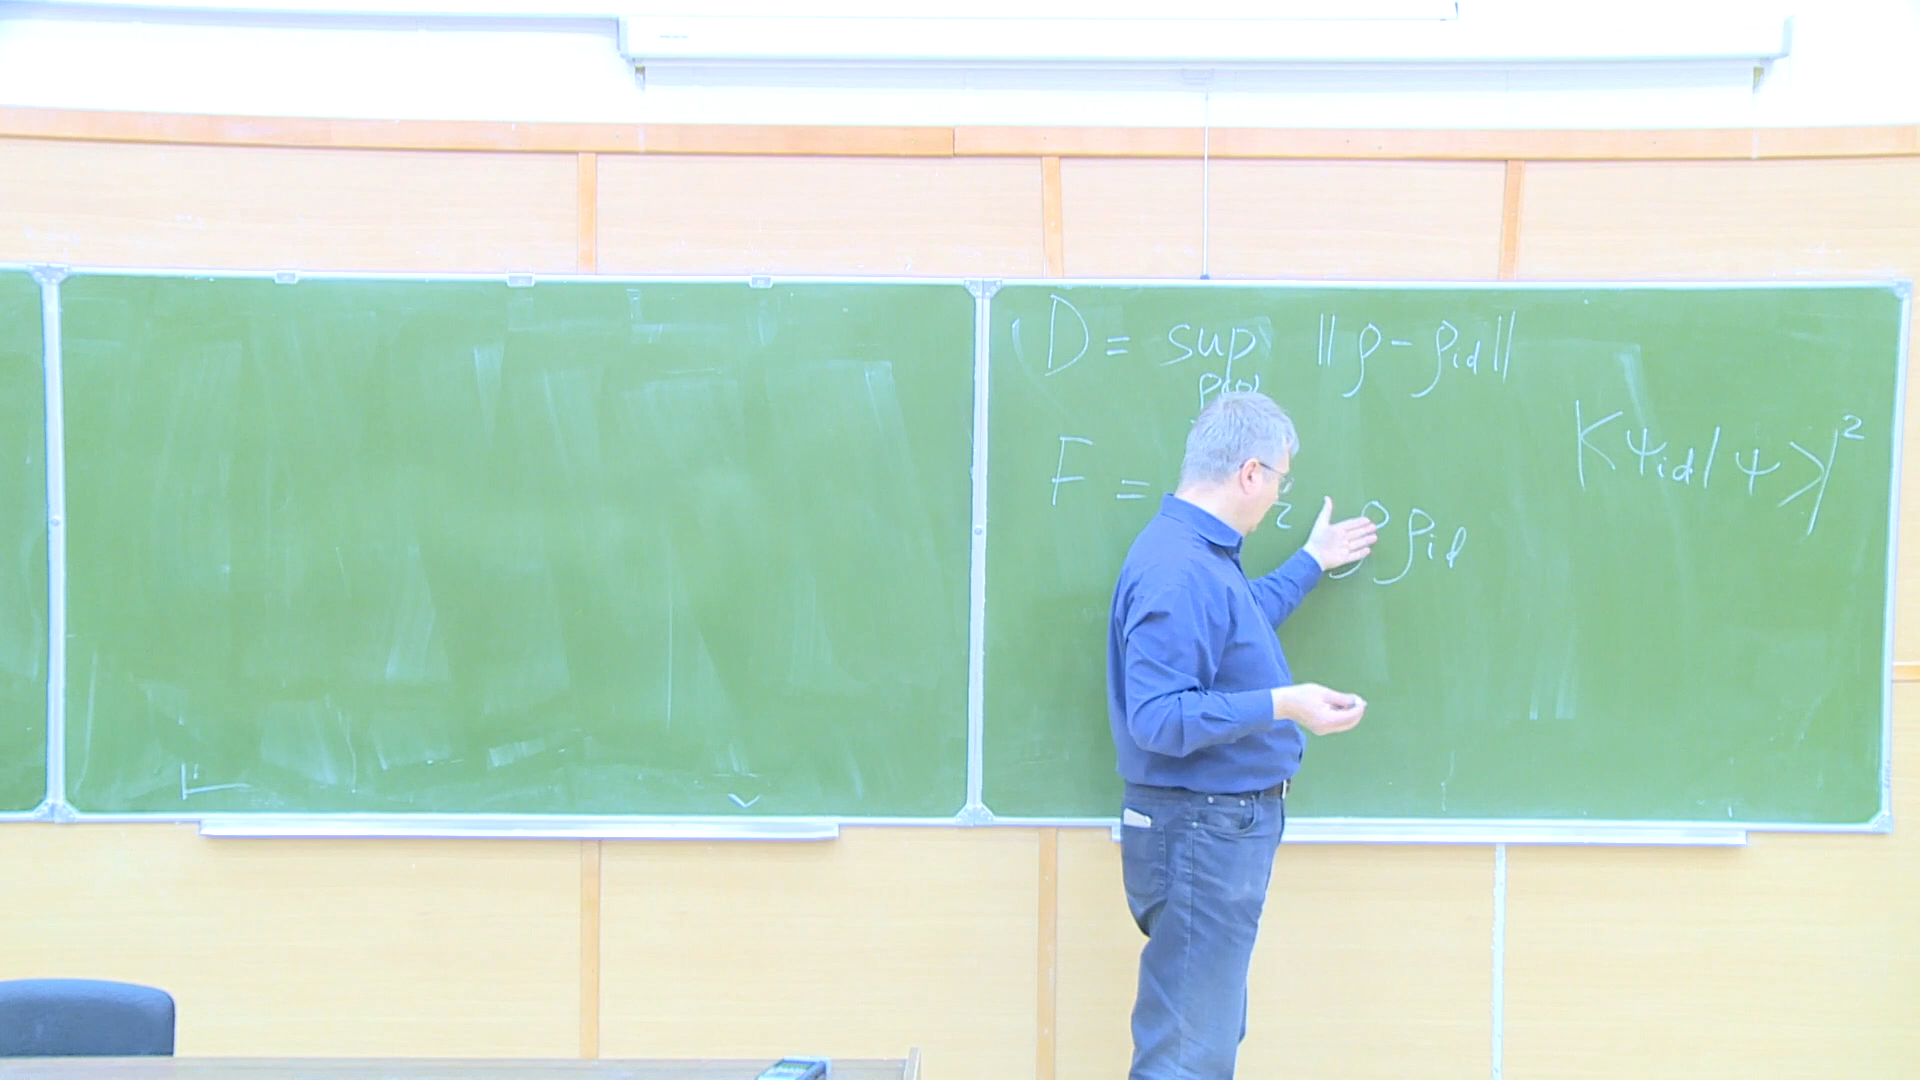 D = sup ‖ρ - ρid‖
ρ(0)
F = r ρ ρid
|<ψid|ψ>|²